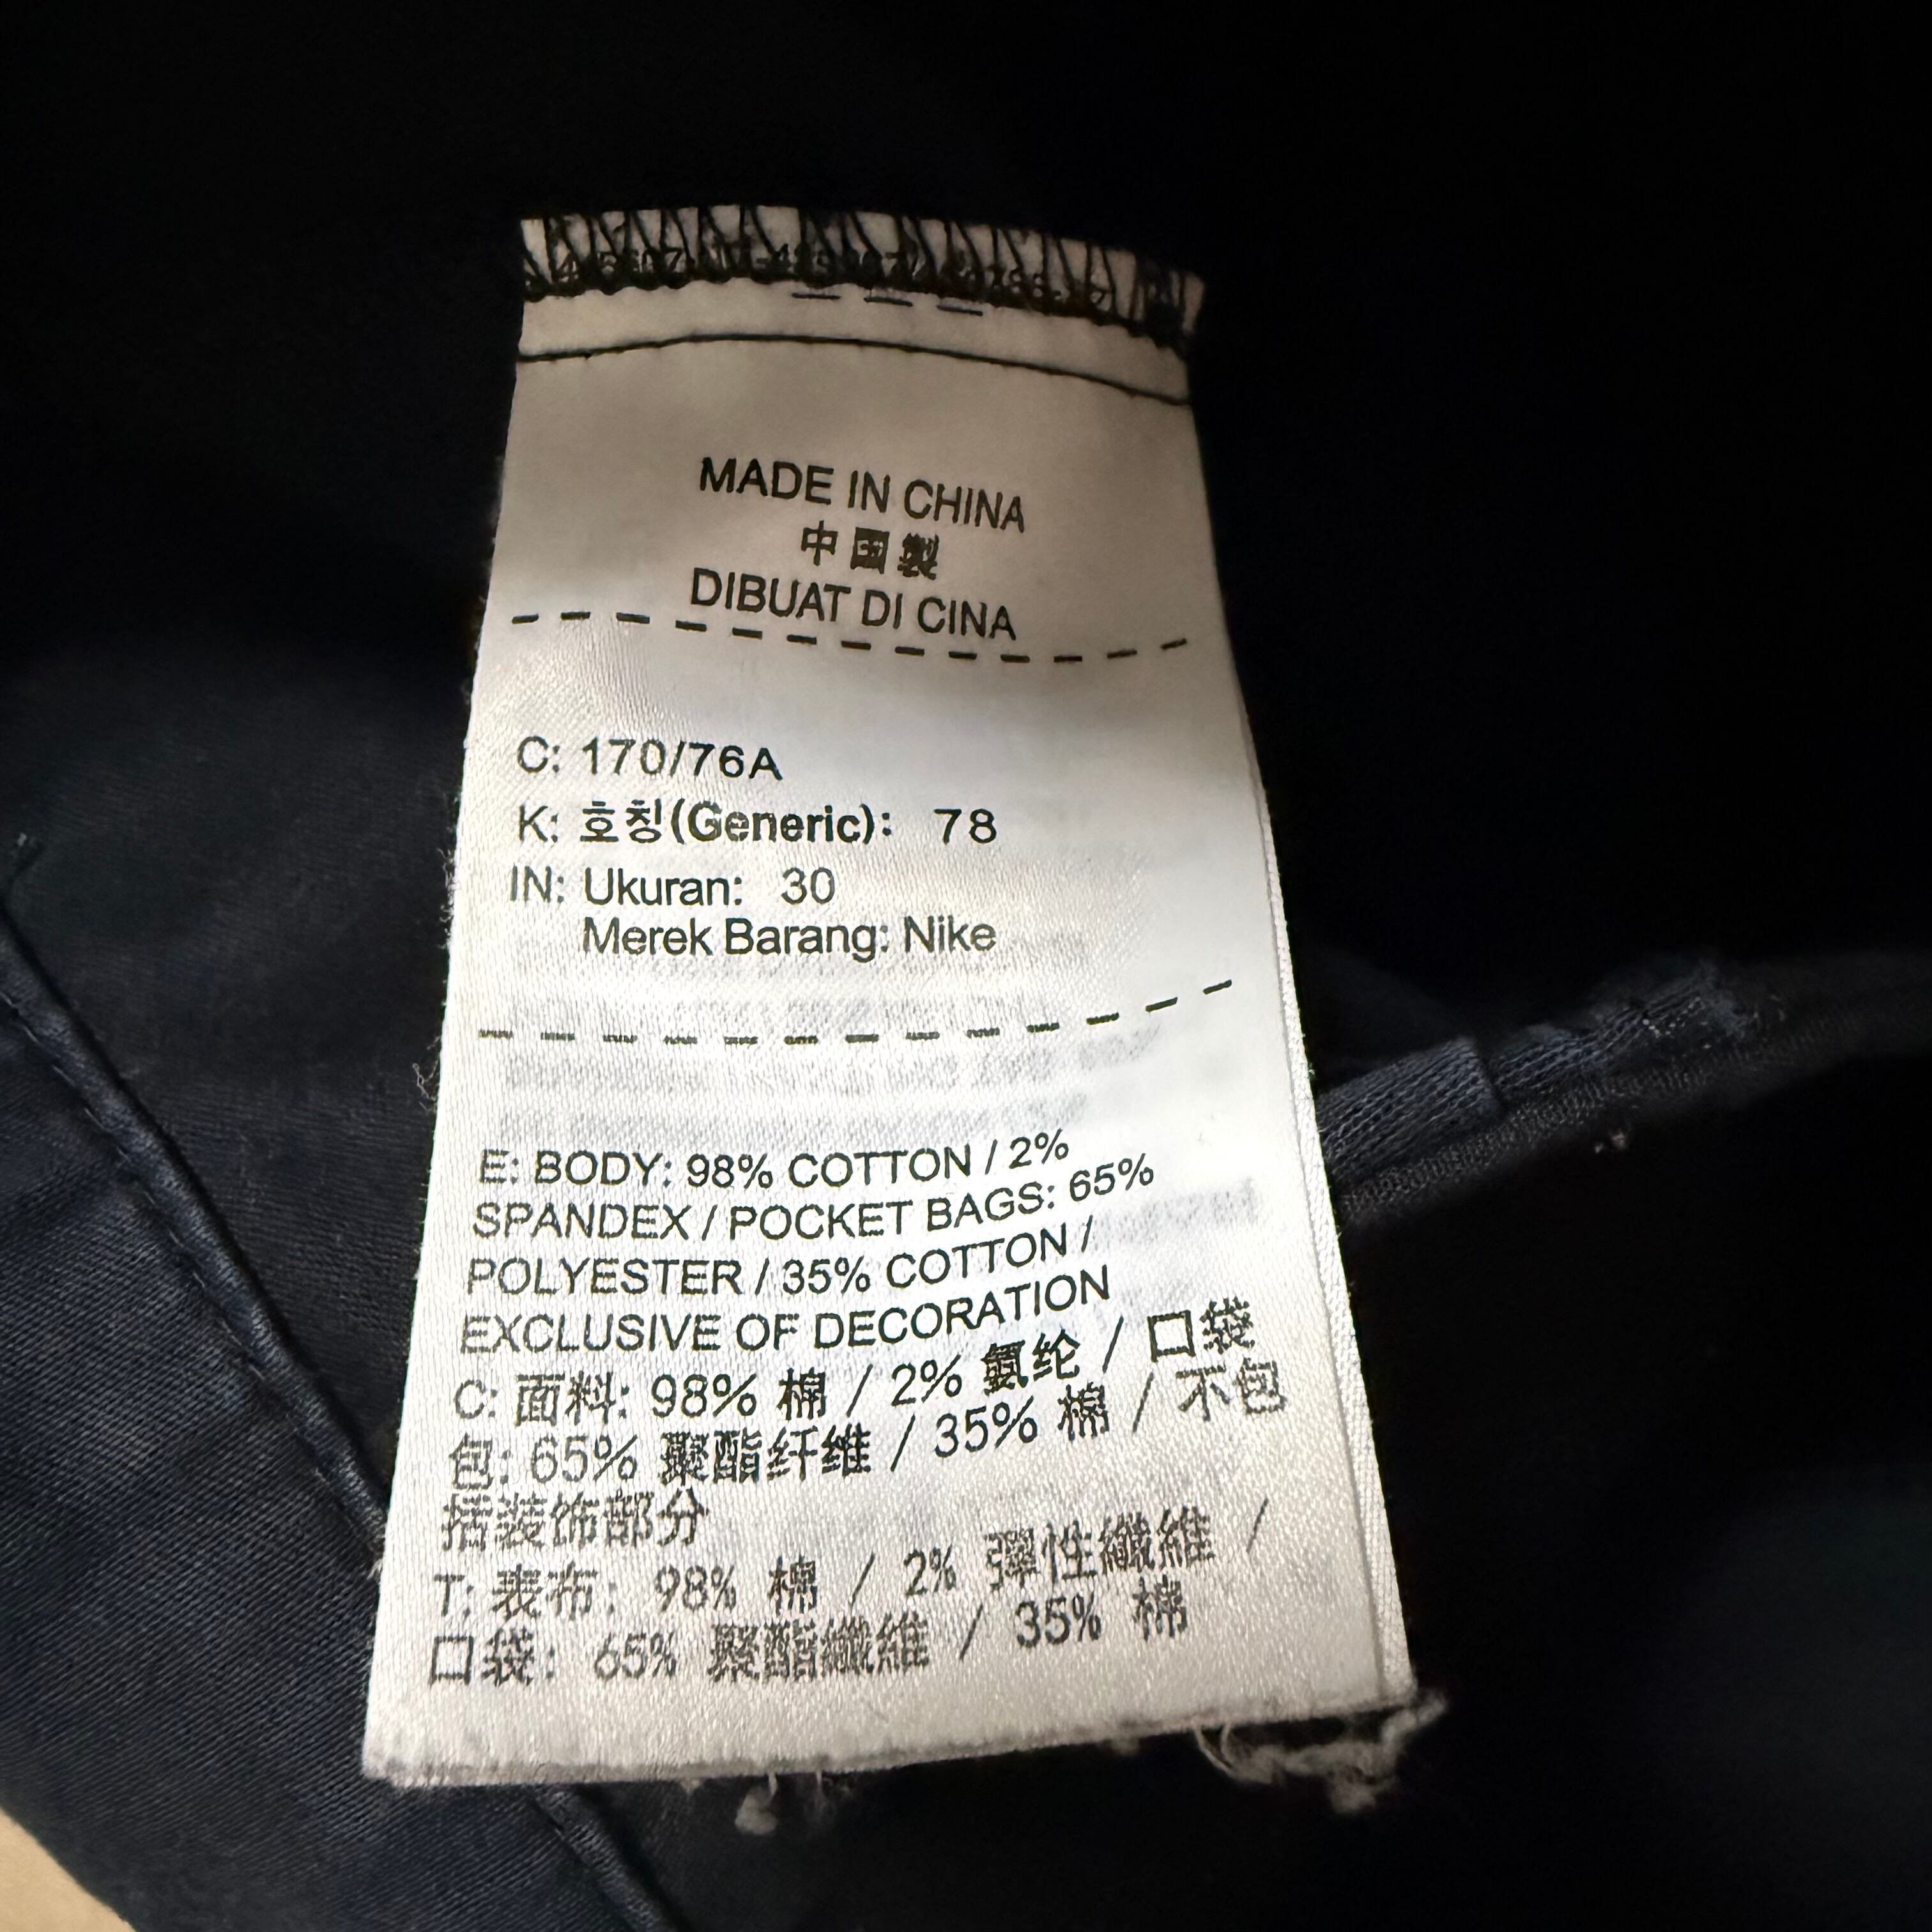 MADE IN CHINA
中國製
DIBUAT DI CINA
C: 170/76A
K: 호칭(Generic): 78
IN: Ukuran: 30
Merek Barang: Nike
E: BODY: 98% COTTON / 2%
SPANDEX / POCKET BAGS: 65%
POLYESTER / 35% COTTON /
EXCLUSIVE OF DECORATION
C: 面料: 98% 棉 / 2% 氨纶 / 口袋
包: 65% 聚酯纤维 / 35% 棉 / 不包
括装饰部分
T: 表布: 98% 棉 / 2% 彈性纖維 /
口袋: 65% 聚酯纖維 / 35% 棉